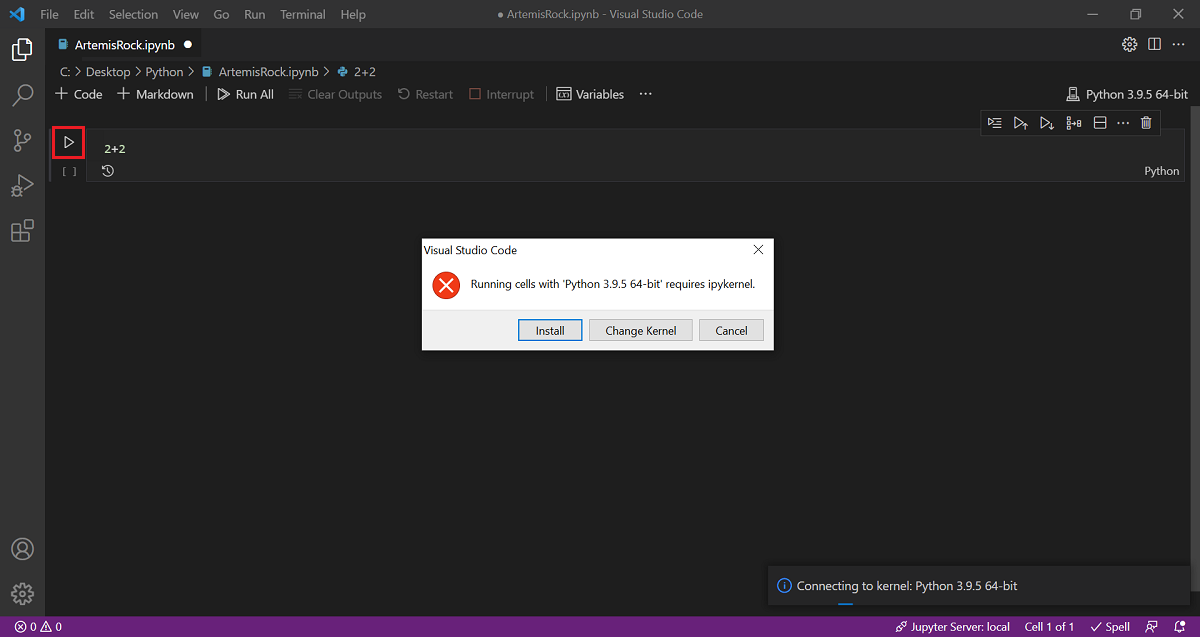 File Edit Selection View Go Run Terminal Help ● ArtemisRock.ipynb - Visual Studio Code
ArtemisRock.ipynb ●
C: > Desktop > Python > ArtemisRock.ipynb > 2+2
+ Code + Markdown | Run All Clear Outputs Restart Interrupt | Variables ...
Python 3.9.5 64-bit
2+2
[ ]
Python
Visual Studio Code
Running cells with 'Python 3.9.5 64-bit' requires ipykernel.
Install Change Kernel Cancel
Connecting to kernel: Python 3.9.5 64-bit
0 0 Jupyter Server: local Cell 1 of 1 Spell